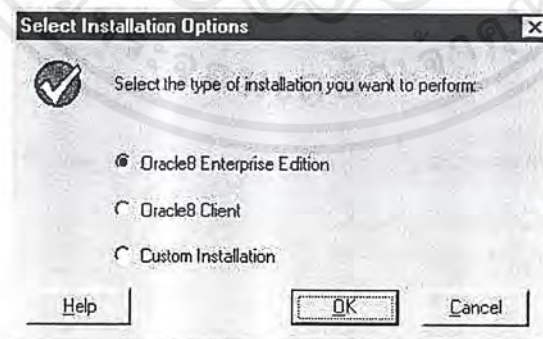 Select Installation Options
Select the type of installation you want to perform:
Oracle8 Enterprise Edition
Oracle8 Client
Custom Installation
Help
OK
Cancel